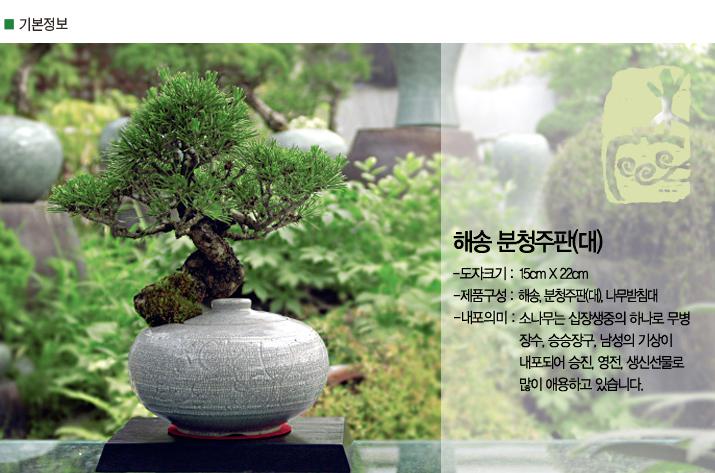 기본정보
해송 분청주판(대)
-도자크기 : 15cm X 22cm
-제품구성 : 해송, 분청주판(대), 나무받침대
-내포의미 : 소나무는 십장생중의 하나로 무병
장수, 승승장구, 남성의 기상이
내포되어 승진, 영전, 생신선물로
많이 애용하고 있습니다.